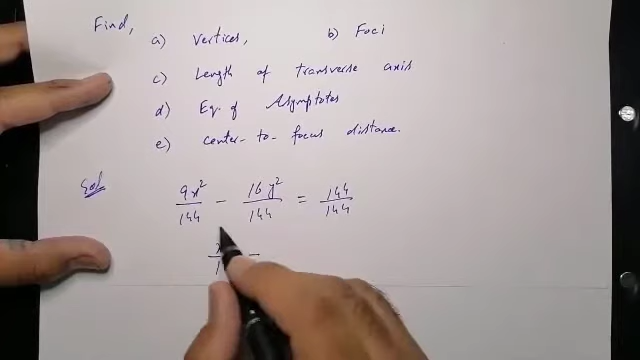 Find,
a) Vertices, b) Foci
c) Length of transverse axis
d) Eq. of Asymptotes
e) center-to-focus distance.
Sol
9x²/144 - 16y²/144 = 144/144
x
1 -